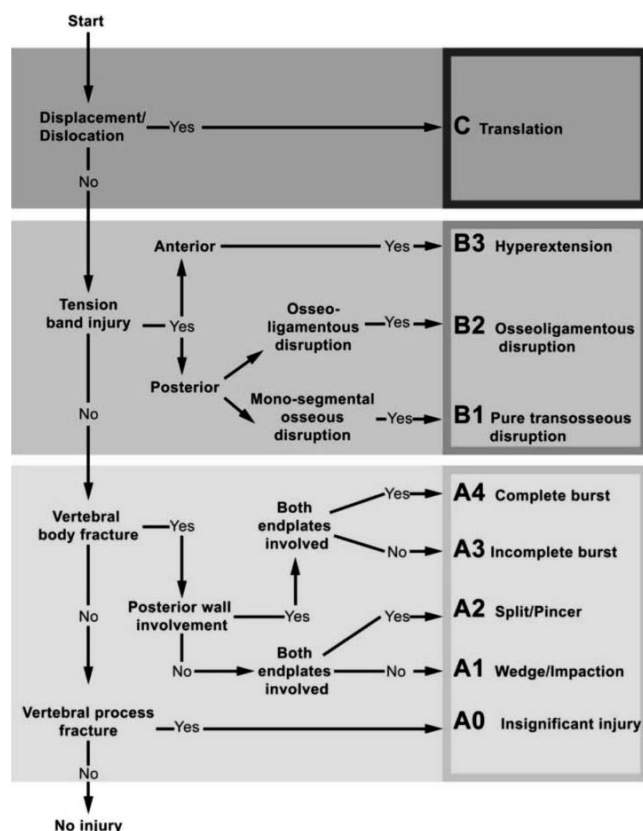 Start
Displacement/
Dislocation
Yes
C Translation
No
Anterior
Yes
B3 Hyperextension
Tension
band injury
Yes
Osseo-
ligamentous
disruption
Yes
B2 Osseoligamentous
disruption
Posterior
Mono-segmental
osseous
disruption
Yes
B1 Pure transosseous
disruption
No
Vertebral
body fracture
Yes
Both
endplates
involved
Yes
A4 Complete burst
No
A3 Incomplete burst
No
Posterior wall
involvement
Yes
Yes
A2 Split/Pincer
No
Both
endplates
involved
No
A1 Wedge/Impaction
Vertebral process
fracture
Yes
A0 Insignificant injury
No
No injury